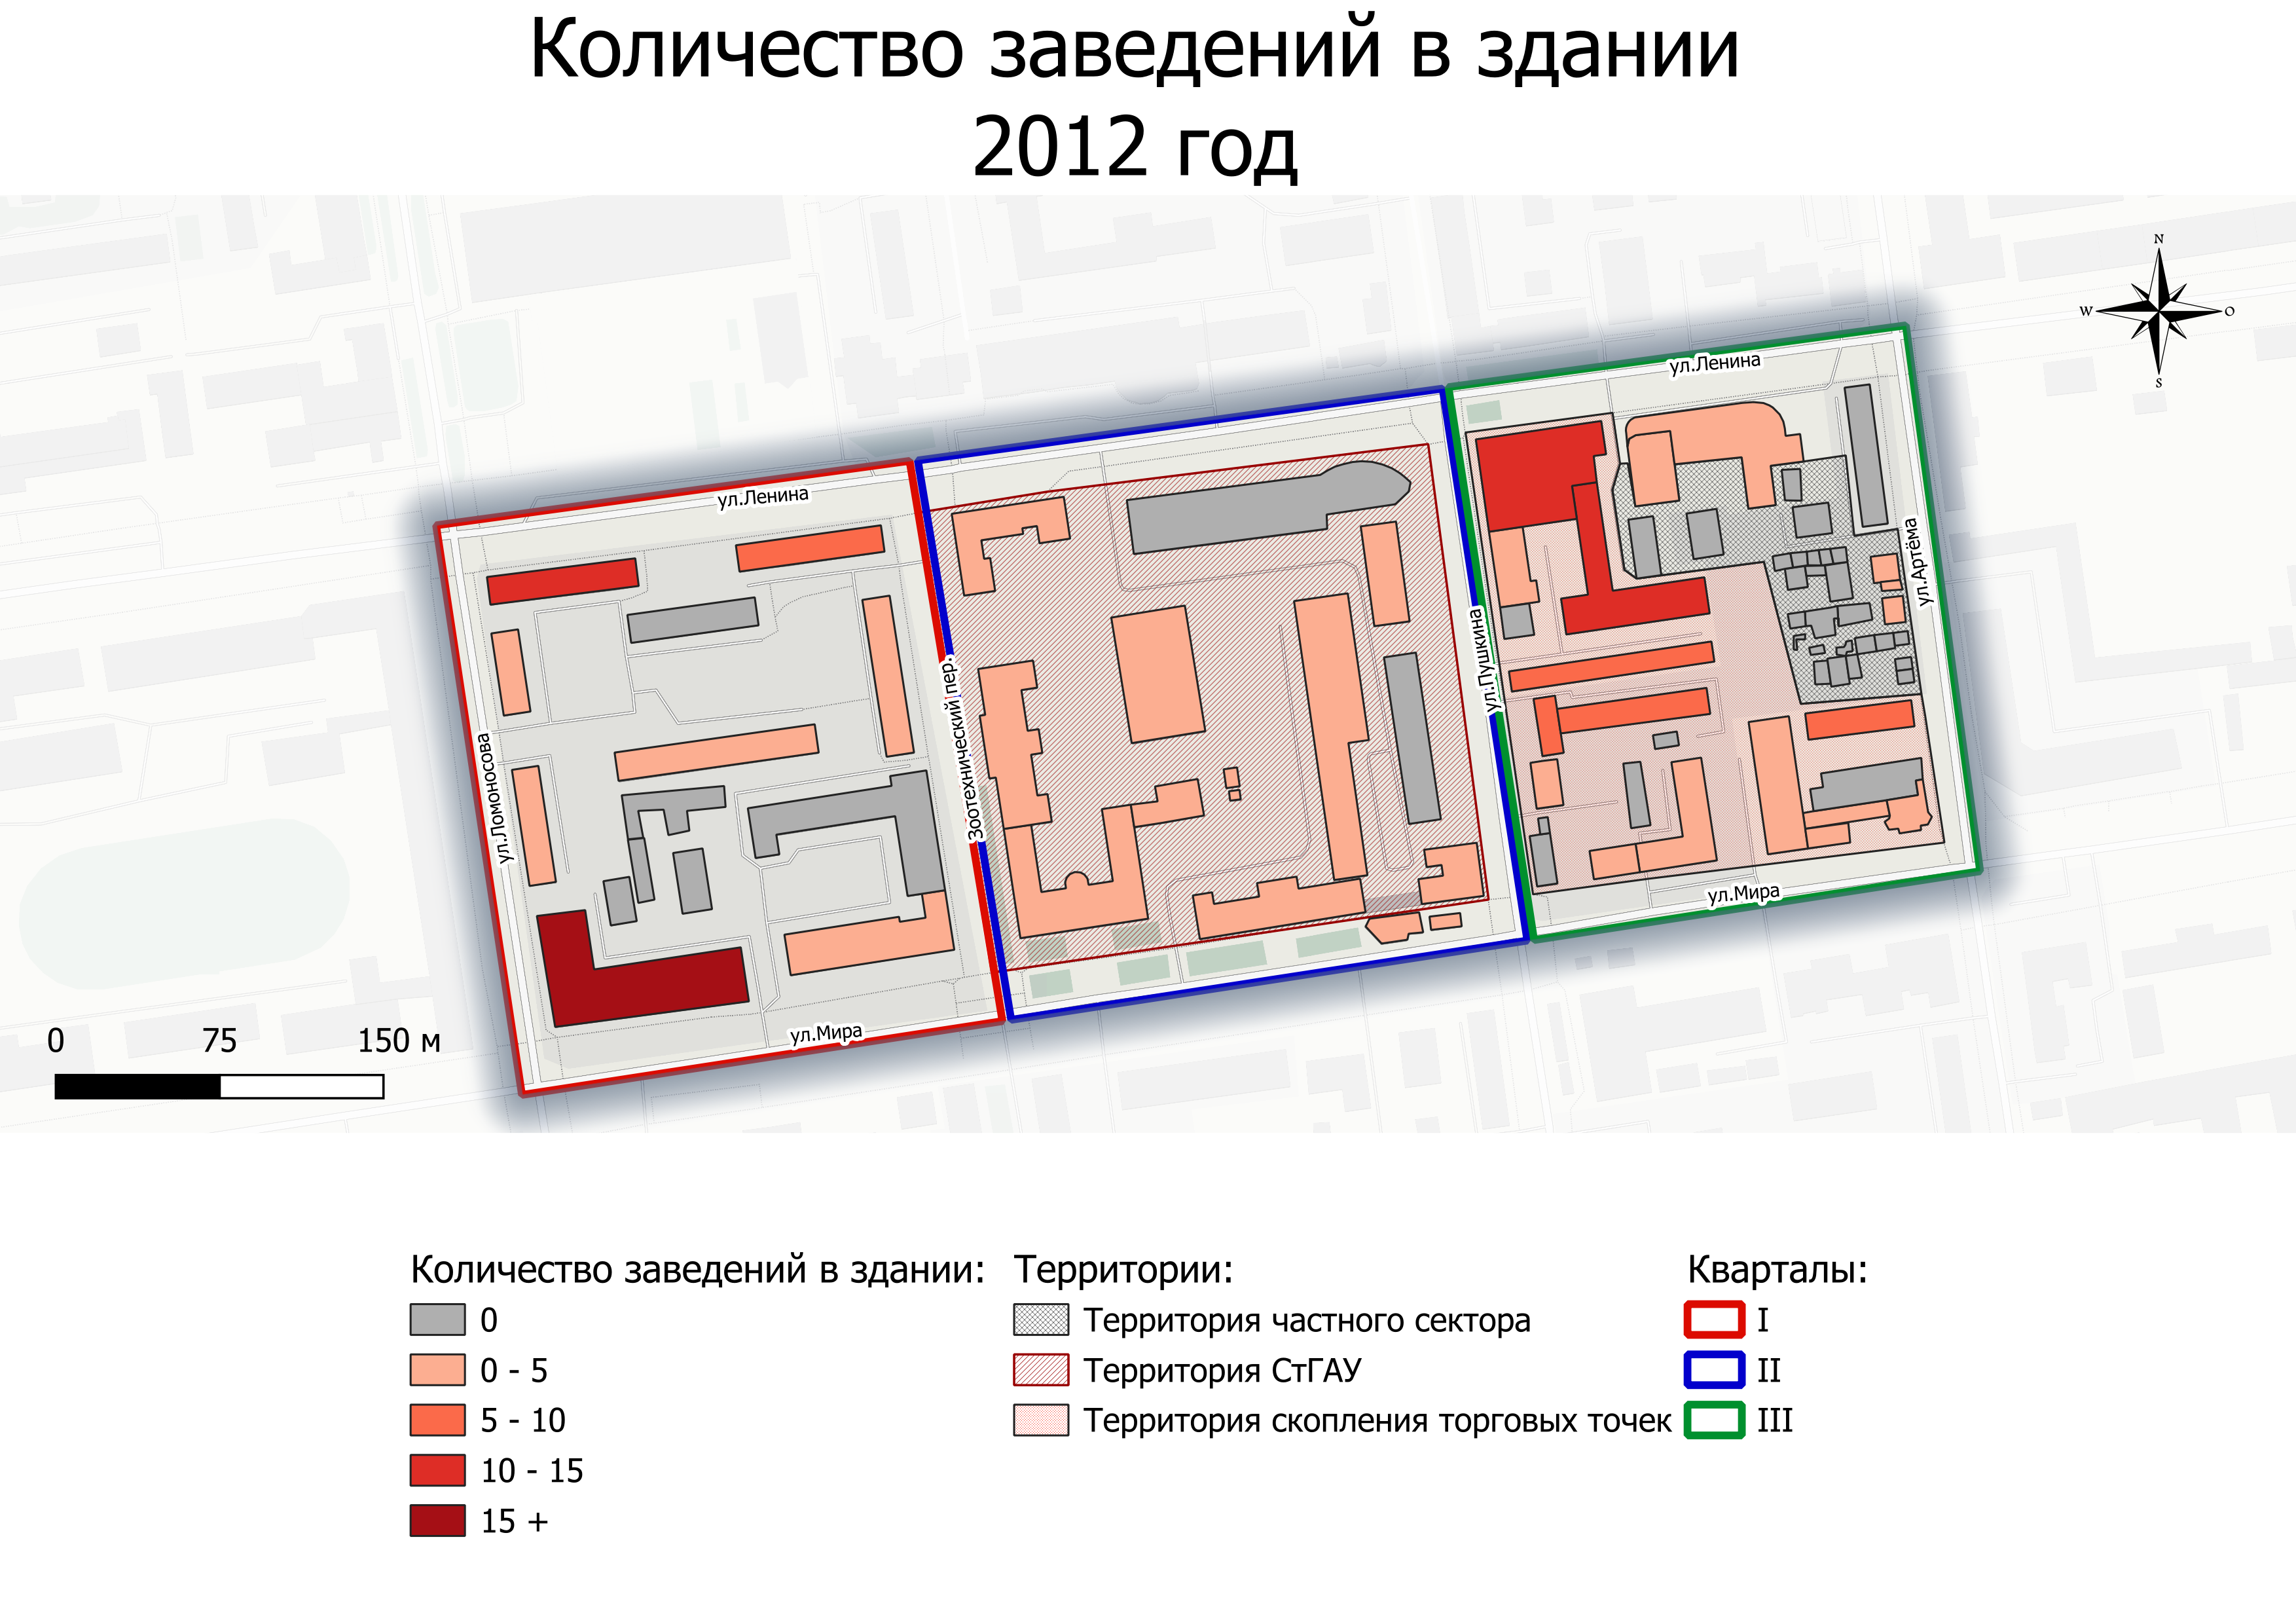 Количество заведений в здании
2012 год
N
W
O
S
ул.Ленина
ул.Ленина
ул.Артёма
ул.Пушкина
Зоотехнический пер.
ул.Ломоносова
ул.Мира
ул.Мира
0 75 150 м
Количество заведений в здании:
0
0 - 5
5 - 10
10 - 15
15 +
Территории:
Территория частного сектора
Территория СтГАУ
Территория скопления торговых точек
Кварталы:
I
II
III